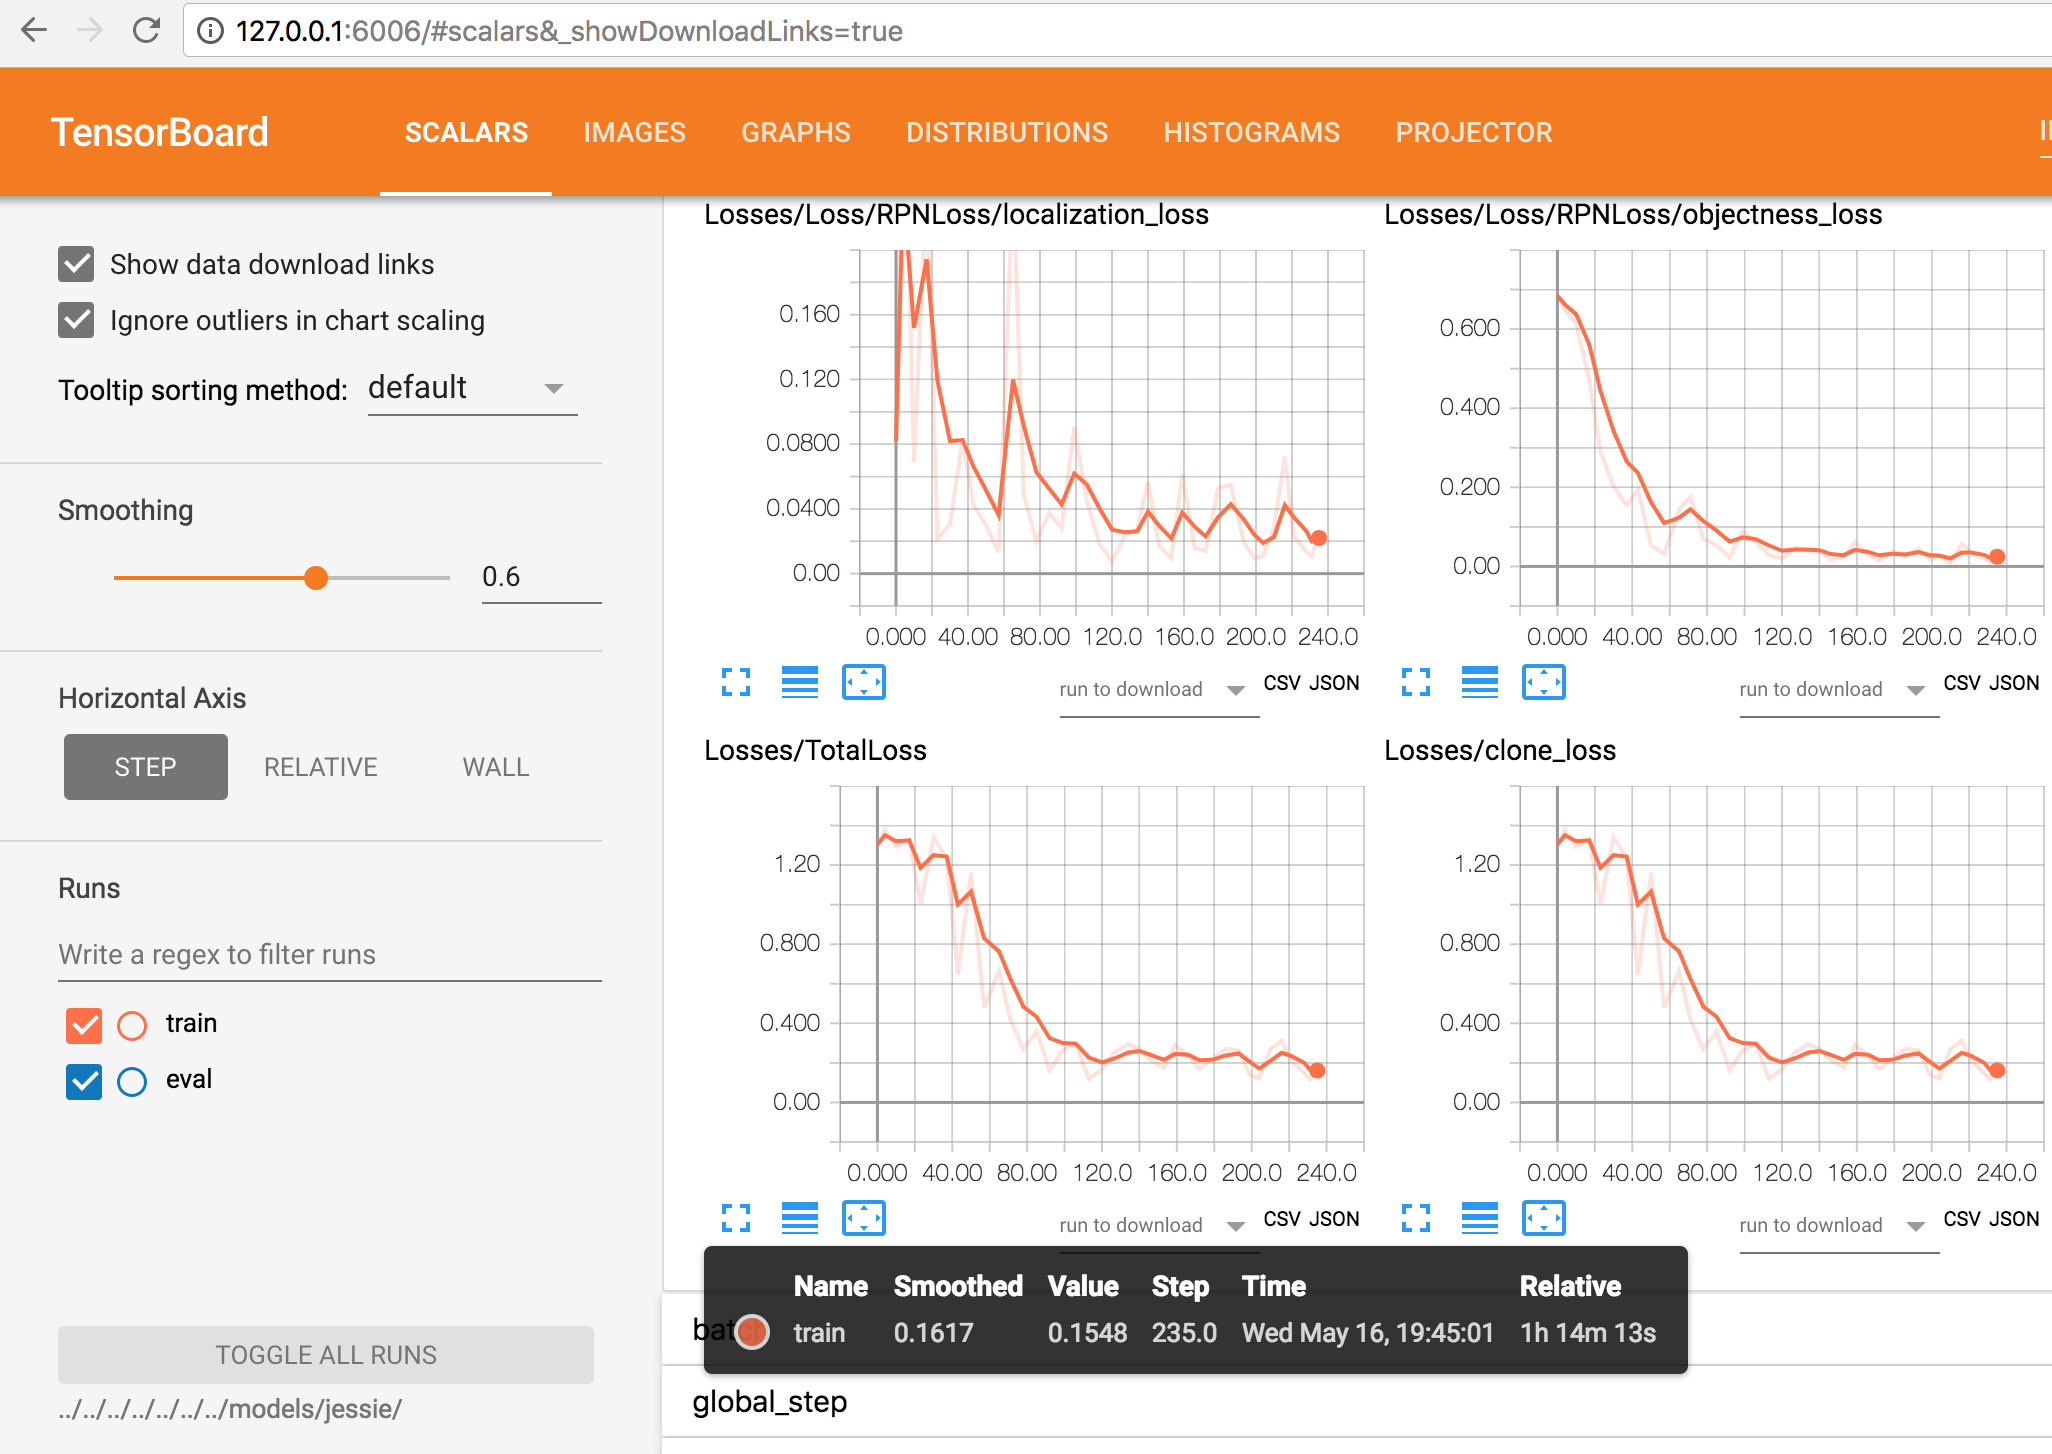 127.0.0.1:6006/#scalars&_showDownloadLinks=true
TensorBoard SCALARS IMAGES GRAPHS DISTRIBUTIONS HISTOGRAMS PROJECTOR
Show data download links
Ignore outliers in chart scaling
Tooltip sorting method: default
Smoothing
0.6
Horizontal Axis
STEP RELATIVE WALL
Runs
Write a regex to filter runs
train
eval
TOGGLE ALL RUNS
../../../../../../../models/jessie/
Losses/Loss/RPNLoss/localization_loss
0.160
0.120
0.0800
0.0400
0.00
0.000 40.00 80.00 120.0 160.0 200.0 240.0
run to download CSV JSON
Losses/Loss/RPNLoss/objectness_loss
0.600
0.400
0.200
0.00
0.000 40.00 80.00 120.0 160.0 200.0 240.0
run to download CSV JSON
Losses/TotalLoss
1.20
0.800
0.400
0.00
0.000 40.00 80.00 120.0 160.0 200.0 240.0
run to download CSV JSON
Losses/clone_loss
1.20
0.800
0.400
0.00
0.000 40.00 80.00 120.0 160.0 200.0 240.0
run to download CSV JSON
Name Smoothed Value Step Time Relative
train 0.1617 0.1548 235.0 Wed May 16, 19:45:01 1h 14m 13s
global_step